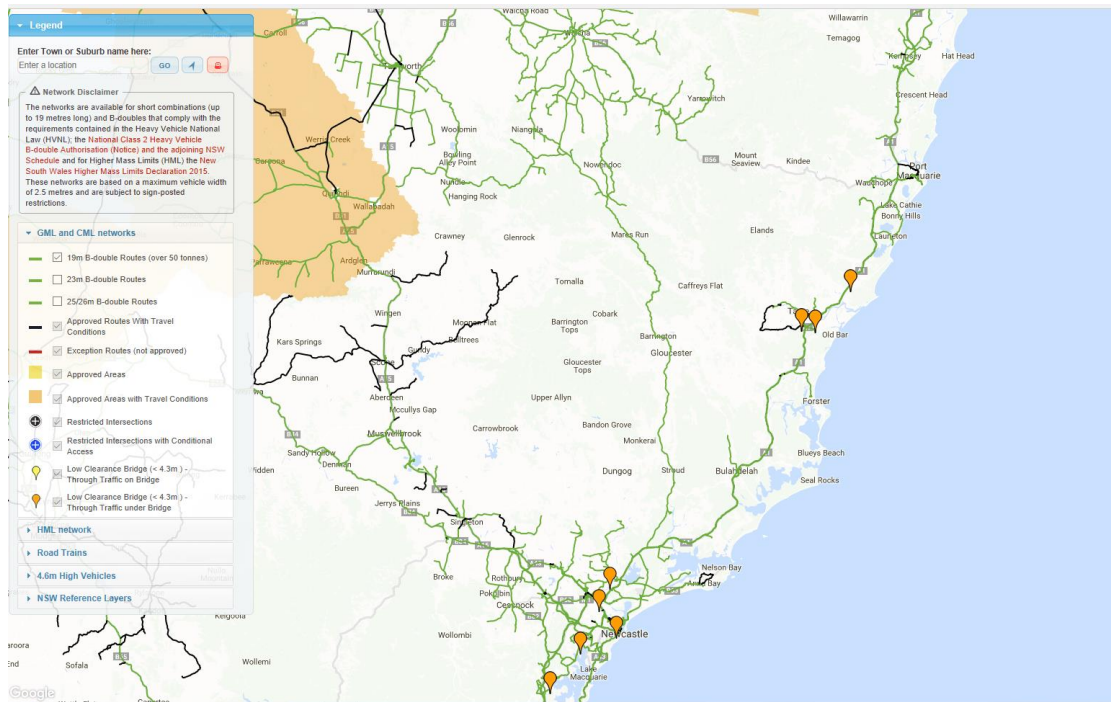 Legend
Enter Town or Suburb name here:
Enter a location
GO
Network Disclaimer
The networks are available for short combinations (up
to 19 metres long) and B-doubles that comply with the
requirements contained in the Heavy Vehicle National
Law (HVNL); the National Class 2 Heavy Vehicle
B-double Authorisation (Notice) and the adjoining NSW
Schedule and for Higher Mass Limits (HML) the New
South Wales Higher Mass Limits Declaration 2015.
These networks are based on a maximum vehicle width
of 2.5 metres and are subject to sign-posted
restrictions.
GML and CML networks
19m B-double Routes (over 50 tonnes)
23m B-double Routes
25/26m B-double Routes
Approved Routes With Travel
Conditions
Exception Routes (not approved)
Approved Areas
Approved Areas with Travel Conditions
Restricted Intersections
Restricted Intersections with Conditional
Access
Low Clearance Bridge (< 4.3m ) -
Through Traffic on Bridge
Low Clearance Bridge (< 4.3m ) -
Through Traffic under Bridge
HML network
Road Trains
4.6m High Vehicles
NSW Reference Layers
Walcha Road
Willawarrin
Temagog
Carroll
Walcha
Kempsey
Hat Head
Crescent Head
Yarrowitch
Werris Creek
Woolomin
Niangala
Bowling
Alley Point
Nowendoc
Mount
Seaview
Kindee
Port
Macquarie
Wauchope
Nundle
Hanging Rock
Quirindi
Wallabadah
Lake Cathie
Bonny Hills
Crawney
Glenrock
Mares Run
Elands
Laurieton
Ardglen
Murrurundi
Tomalla
Caffreys Flat
Wingen
Moonan Flat
Cobark
Barrington
Tops
Old Bar
Kars Springs
Belltrees
Barrington
Gundy
Scone
Gloucester
Gloucester
Tops
Bunnan
Aberdeen
Upper Allyn
Forster
Mccullys Gap
Carrowbrook
Bandon Grove
Muswellbrook
Monkerai
Sandy Hollow
Denman
Blueys Beach
Dungog
Stroud
Bulahdelah
Seal Rocks
Bureen
Jerrys Plains
Singleton
Nelson Bay
Broke
Rothbury
Anna Bay
Pokolbin
Cessnock
Newcastle
Wollombi
Lake
Macquarie
Wollemi
Sofala
Google